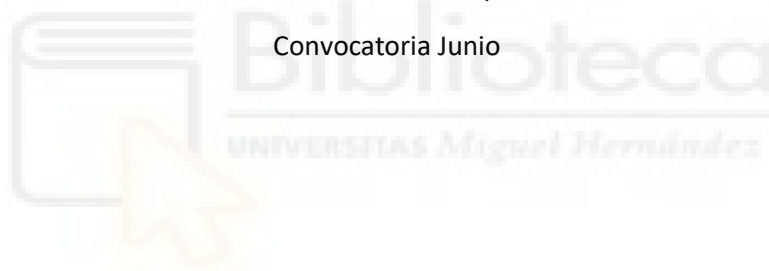 Convocatoria Junio
Biblioteca
UNIVERSITAS Miguel Hernández